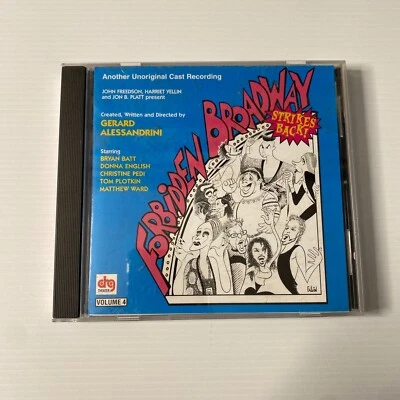 Another Unoriginal Cast Recording
JOHN FREEDSON, HARRIET YELLIN
and JON B. PLATT present
Created, Written and Directed by
GERARD
ALESSANDRINI
Starring
BRYAN BATT
DONNA ENGLISH
CHRISTINE PEDI
TOM PLOTKIN
MATTHEW WARD
FORBIDDEN BROADWAY
STRIKES
BACK!
drg
THEATER
VOLUME 4